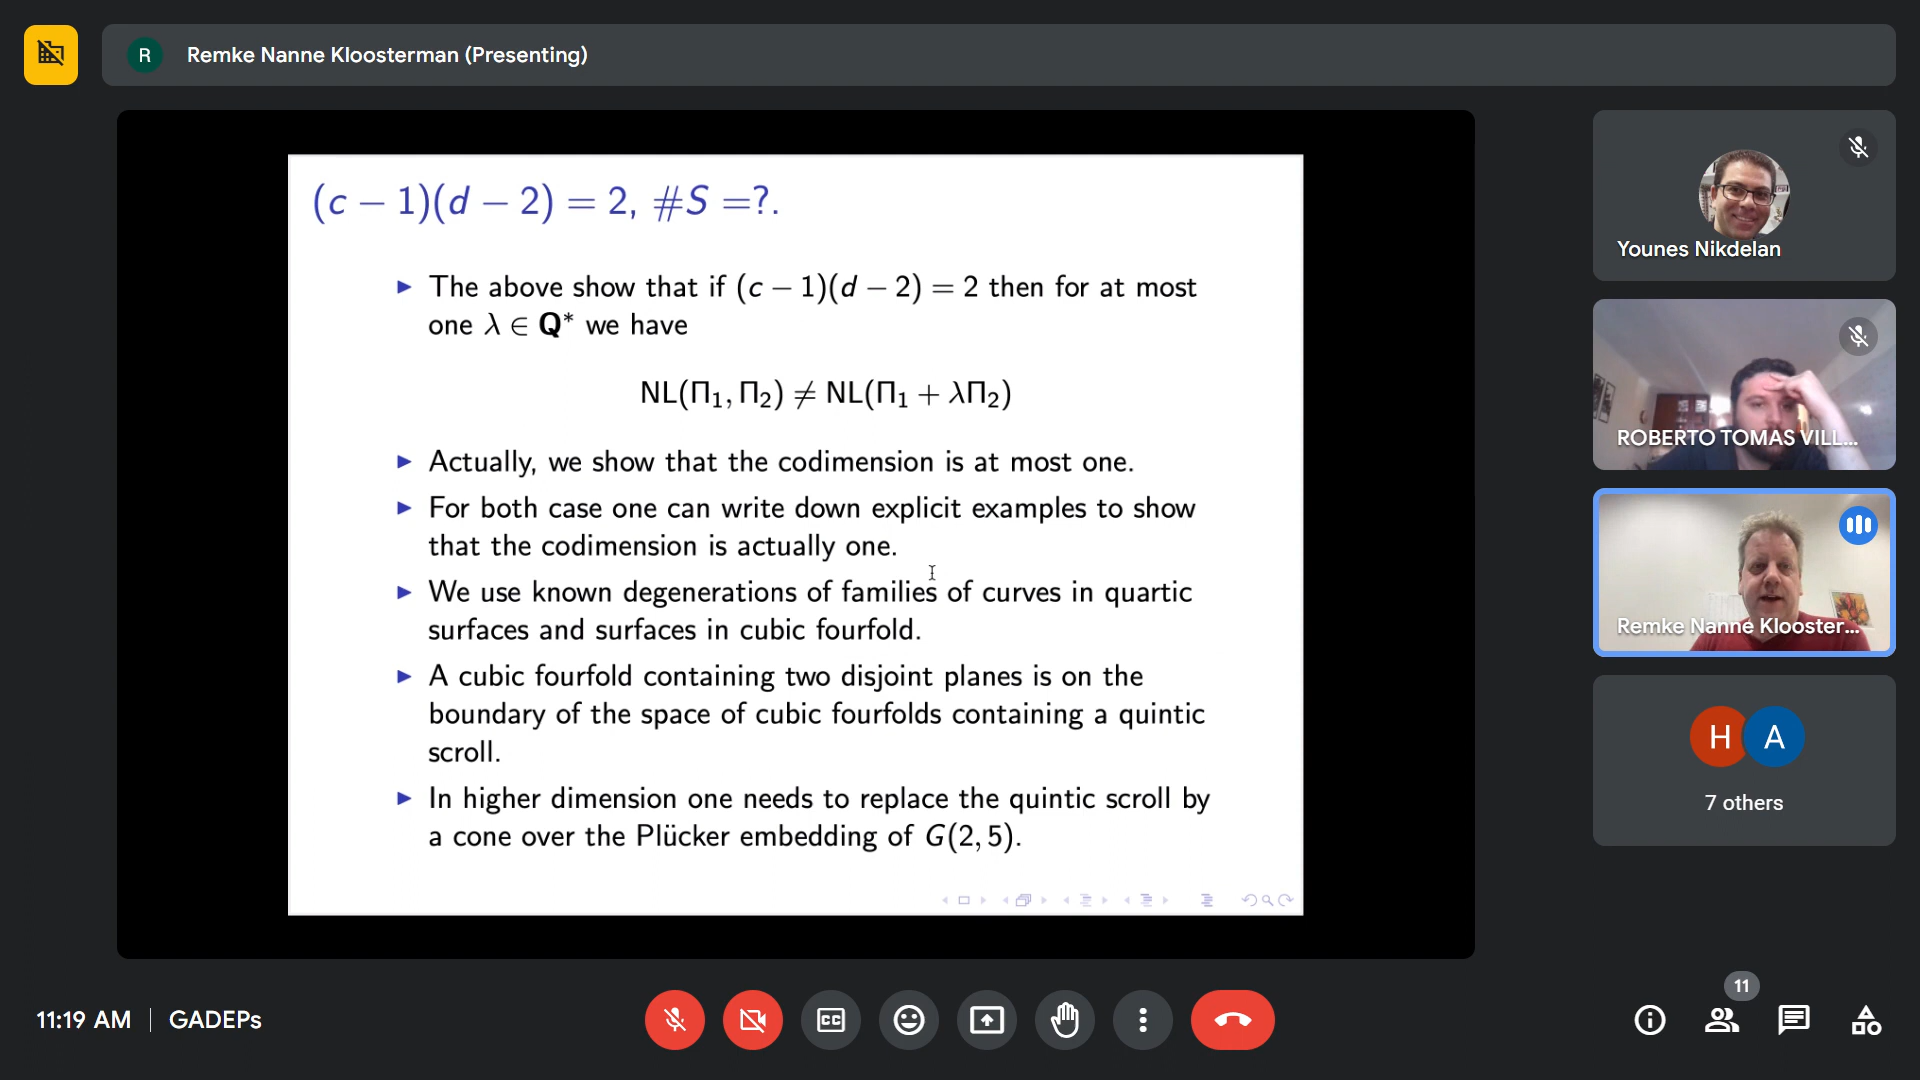 R Remke Nanne Kloosterman (Presenting)
(c − 1)(d − 2) = 2, #S =?.
▶ The above show that if (c − 1)(d − 2) = 2 then for at most
one λ ∈ Q* we have
NL(Π₁, Π₂) ≠ NL(Π₁ + λΠ₂)
▶ Actually, we show that the codimension is at most one.
▶ For both case one can write down explicit examples to show
that the codimension is actually one.
▶ We use known degenerations of families of curves in quartic
surfaces and surfaces in cubic fourfold.
▶ A cubic fourfold containing two disjoint planes is on the
boundary of the space of cubic fourfolds containing a quintic
scroll.
▶ In higher dimension one needs to replace the quintic scroll by
a cone over the Plücker embedding of G(2, 5).
Younes Nikdelan
ROBERTO TOMAS VILL...
Remke Nanne Klooster...
H A
7 others
11:19 AM | GADEPs
CC
11